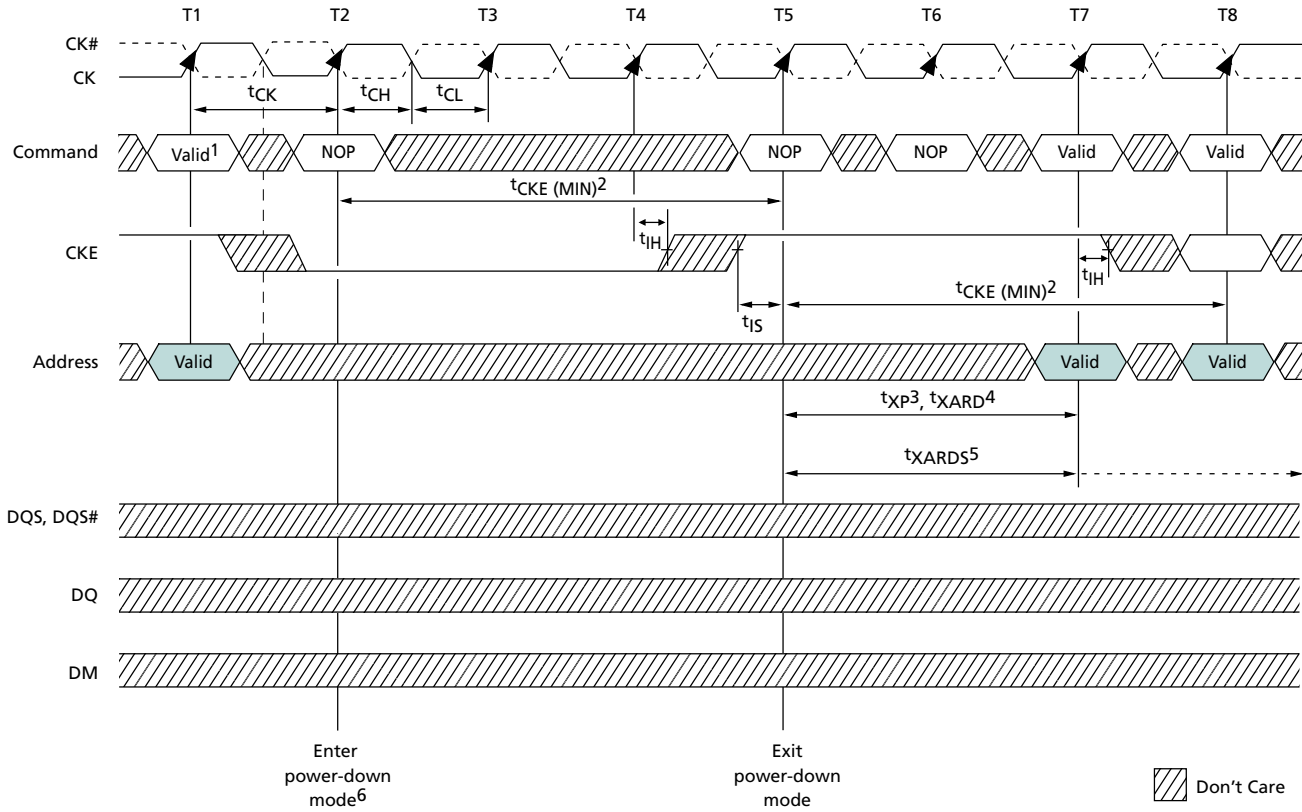 T1 T2 T3 T4 T5 T6 T7 T8
CK#
CK
tCK tCH tCL
Command Valid1 NOP NOP NOP Valid Valid
tCKE (MIN)2
CKE tIH tIH
tCKE (MIN)2
tIS
Address Valid Valid Valid
tXP3, tXARD4
tXARDS5
DQS, DQS#
DQ
DM
Enter
power-down
mode6
Exit
power-down
mode
Don't Care